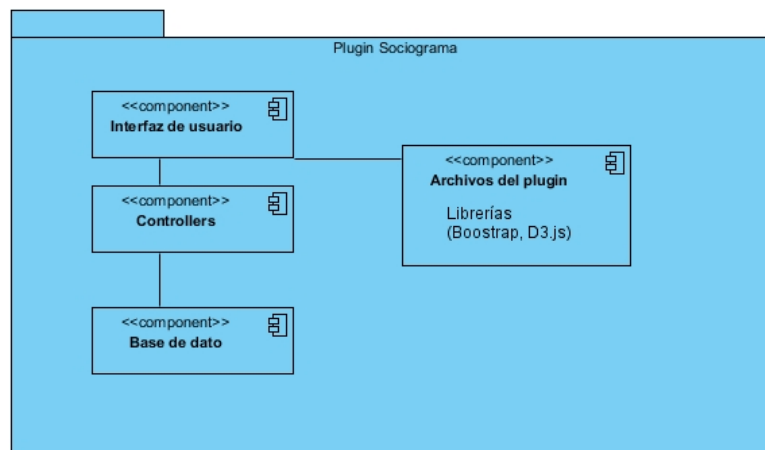 Plugin Sociograma
<<component>>
Interfaz de usuario
<<component>>
Controllers
<<component>>
Base de dato
<<component>>
Archivos del plugin
Librerías
(Boostrap, D3.js)